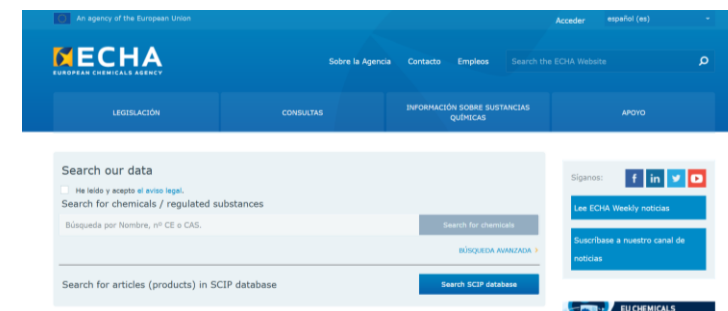 An agency of the European Union
Acceder
español (es)
ECHA
EUROPEAN CHEMICALS AGENCY
Sobre la Agencia
Contacto
Empleos
Search the ECHA Website
LEGISLACIÓN
CONSULTAS
INFORMACIÓN SOBRE SUSTANCIAS
QUÍMICAS
APOYO
Search our data
He leído y acepto el aviso legal.
Search for chemicals / regulated substances
Búsqueda por Nombre, nº CE o CAS.
Search for chemicals
BÚSQUEDA AVANZADA
Search for articles (products) in SCIP database
Search SCIP database
Síganos:
f
in
Lee ECHA Weekly noticias
Suscríbase a nuestro canal de
noticias
EU CHEMICALS